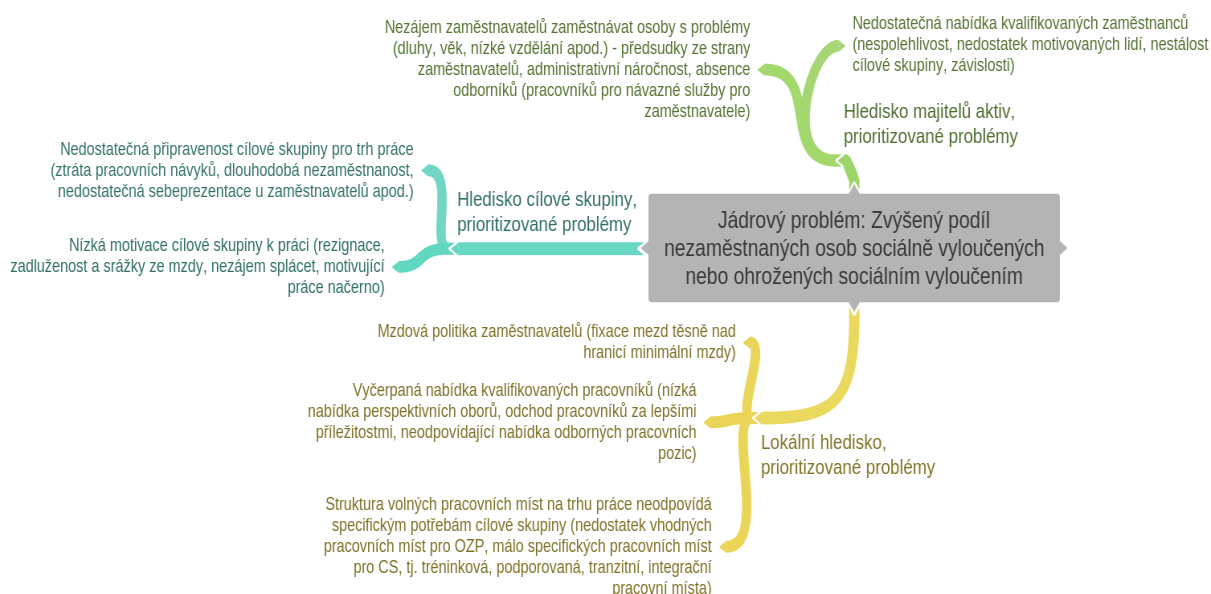 Nezájem zaměstnavatelů zaměstnávat osoby s problémy
(dluhy, věk, nízké vzdělání apod.) - předsudky ze strany
zaměstnavatelů, administrativní náročnost, absence
odborníků (pracovníků pro návazné služby pro
zaměstnavatele)
Nedostatečná nabídka kvalifikovaných zaměstnanců
(nespolehlivost, nedostatek motivovaných lidí, nestálost
cílové skupiny, závislosti)
Hledisko majitelů aktiv,
prioritizované problémy
Nedostatečná připravenost cílové skupiny pro trh práce
(ztráta pracovních návyků, dlouhodobá nezaměstnanost,
nedostatečná sebeprezentace u zaměstnavatelů apod.)
Hledisko cílové skupiny,
prioritizované problémy
Nízká motivace cílové skupiny k práci (rezignace,
zadluženost a srážky ze mzdy, nezájem splácet, motivující
práce načerno)
Jádrový problém: Zvýšený podíl
nezaměstnaných osob sociálně vyloučených
nebo ohrožených sociálním vyloučením
Mzdová politika zaměstnavatelů (fixace mezd těsně nad
hranicí minimální mzdy)
Vyčerpaná nabídka kvalifikovaných pracovníků (nízká
nabídka perspektivních oborů, odchod pracovníků za lepšími
příležitostmi, neodpovídající nabídka odborných pracovních
pozic)
Lokální hledisko,
prioritizované problémy
Struktura volných pracovních míst na trhu práce neodpovídá
specifickým potřebám cílové skupiny (nedostatek vhodných
pracovních míst pro OZP, málo specifických pracovních míst
pro CS, tj. tréninková, podporovaná, tranzitní, integrační
pracovní místa)